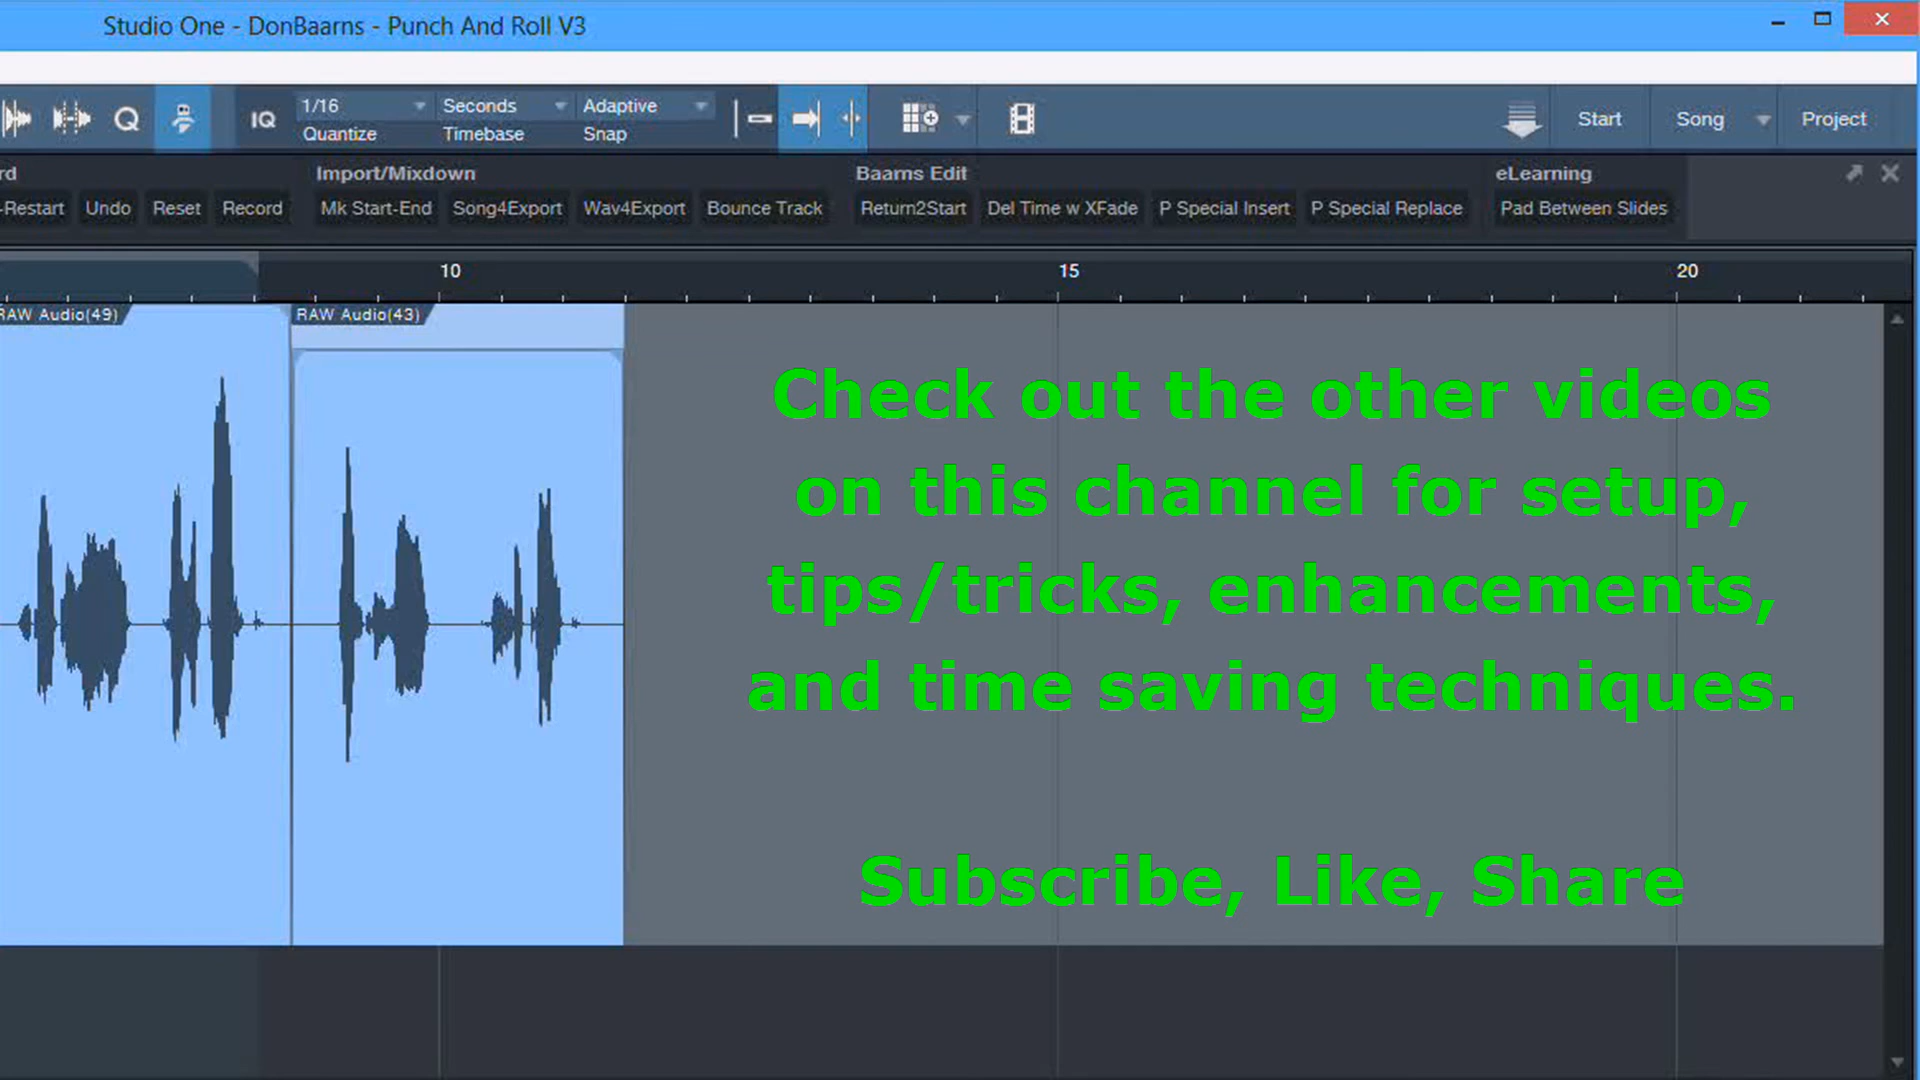 Studio One - DonBaarns - Punch And Roll V3
Q IQ 1/16 Seconds Adaptive Start Song Project
Quantize Timebase Snap
rd Import/Mixdown Baarns Edit eLearning
-Restart Undo Reset Record Mk Start-End Song4Export Wav4Export Bounce Track Return2Start Del Time w XFade P Special Insert P Special Replace Pad Between Slides
10 15 20
RAW Audio(49) RAW Audio(43)
Check out the other videos
on this channel for setup,
tips/tricks, enhancements,
and time saving techniques.
Subscribe, Like, Share